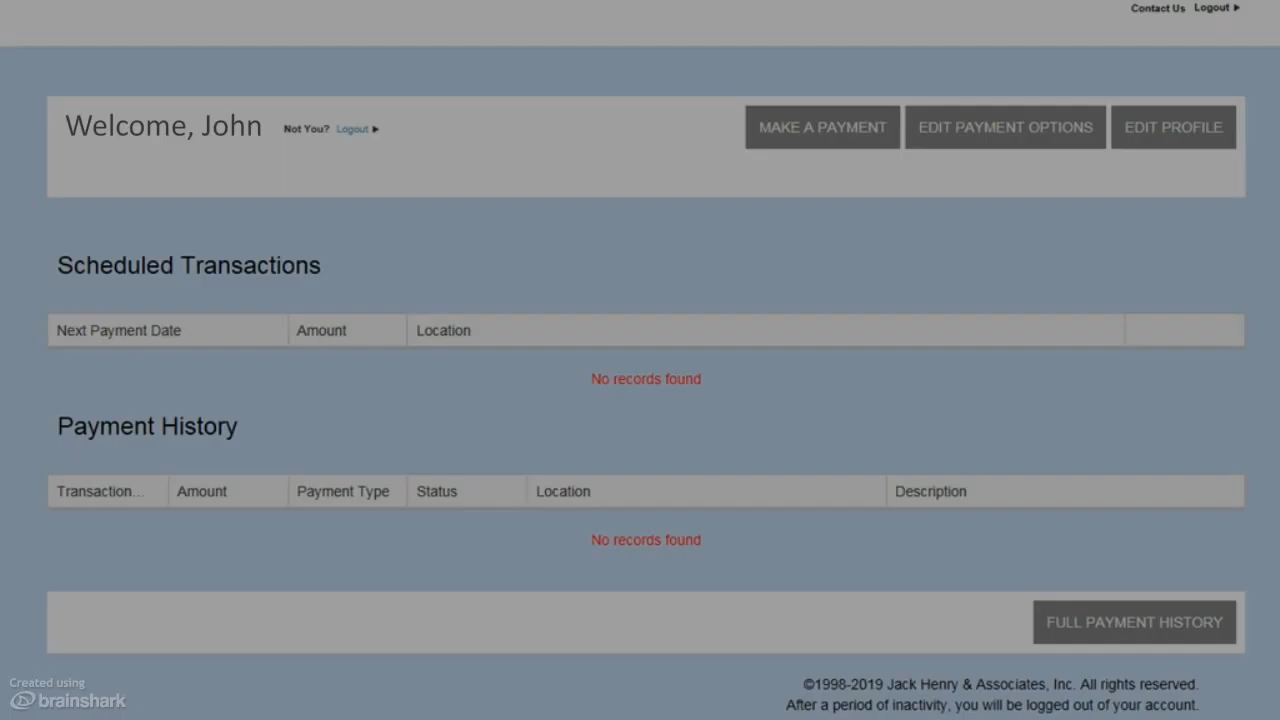 Contact Us Logout
Welcome, John Not You? Logout
MAKE A PAYMENT EDIT PAYMENT OPTIONS EDIT PROFILE
Scheduled Transactions
Next Payment Date Amount Location
No records found
Payment History
Transaction... Amount Payment Type Status Location Description
No records found
FULL PAYMENT HISTORY
Created using
brainshark
©1998-2019 Jack Henry & Associates, Inc. All rights reserved.
After a period of inactivity, you will be logged out of your account.